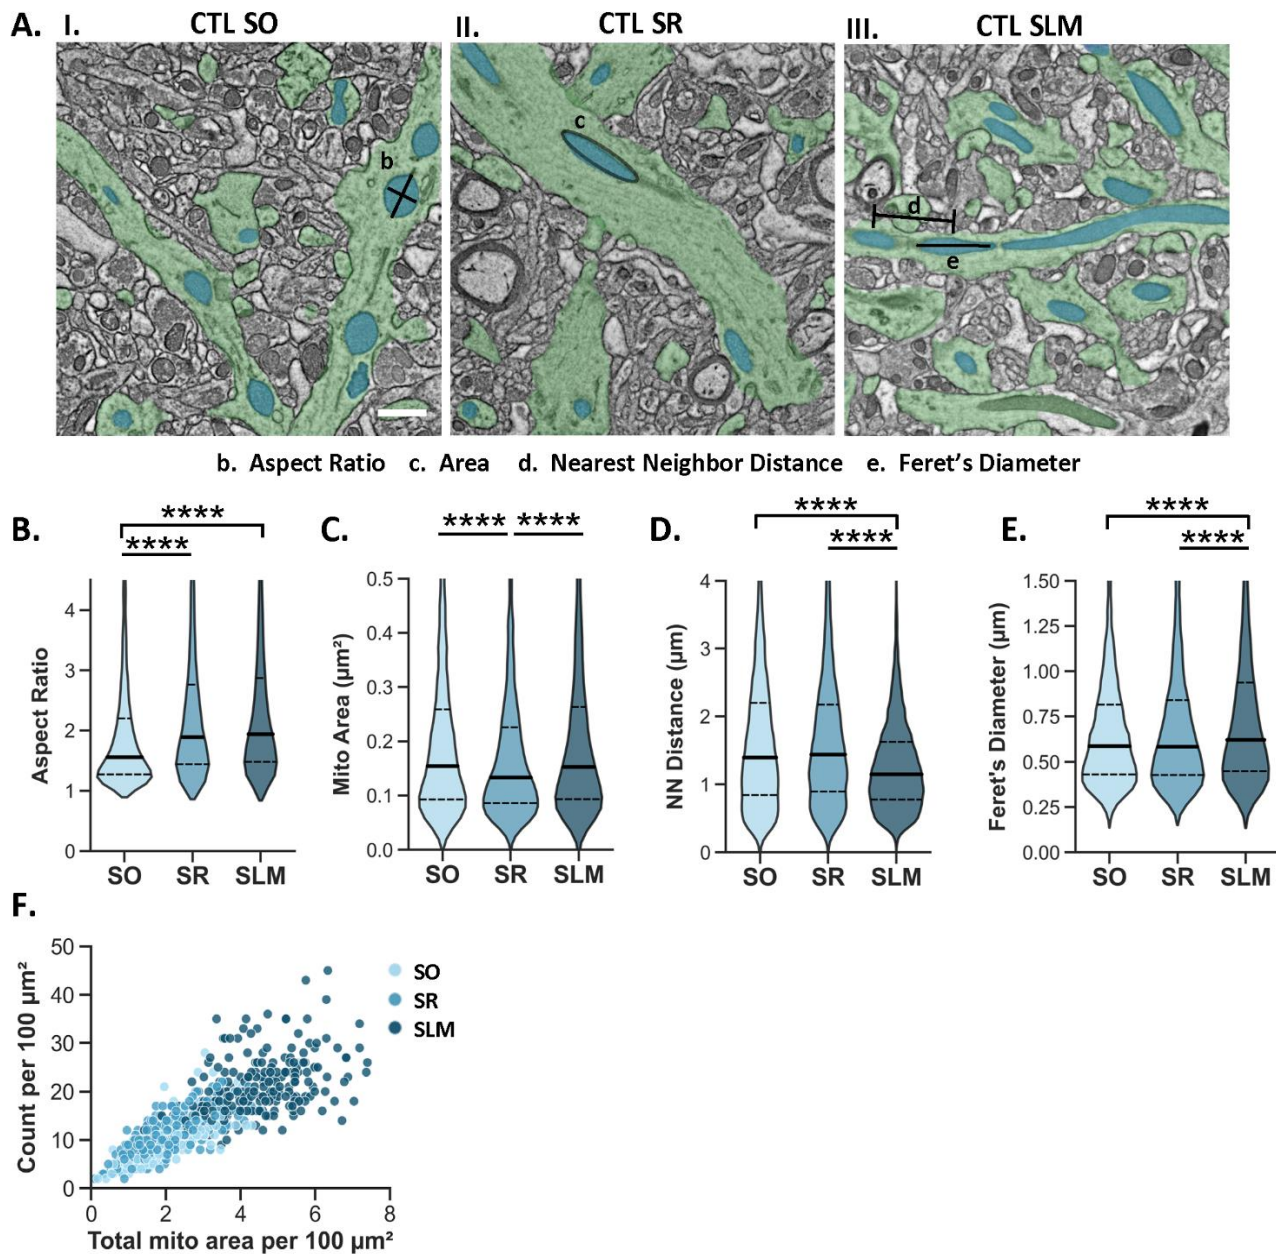 A. I. CTL SO II. CTL SR III. CTL SLM
b
c
d
e
b. Aspect Ratio c. Area d. Nearest Neighbor Distance e. Feret's Diameter
B. **** ****
Aspect Ratio
4
3
2
1
0
SO SR SLM
C. **** ****
Mito Area (µm²)
0.5
0.4
0.3
0.2
0.1
0.0
SO SR SLM
D. **** ****
NN Distance (µm)
4
3
2
1
0
SO SR SLM
E. **** ****
Feret's Diameter (µm)
1.50
1.25
1.00
0.75
0.50
0.25
0.00
SO SR SLM
F.
Count per 100 µm²
50
40
30
20
10
0
0 2 4 6 8
Total mito area per 100 µm²
SO
SR
SLM